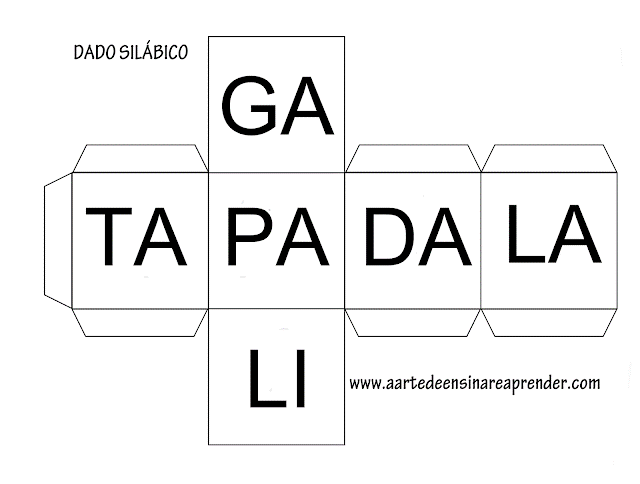 DADO SILÁBICO
GA
TA PA DA LA
LI
www.aartedeensinareaprender.com